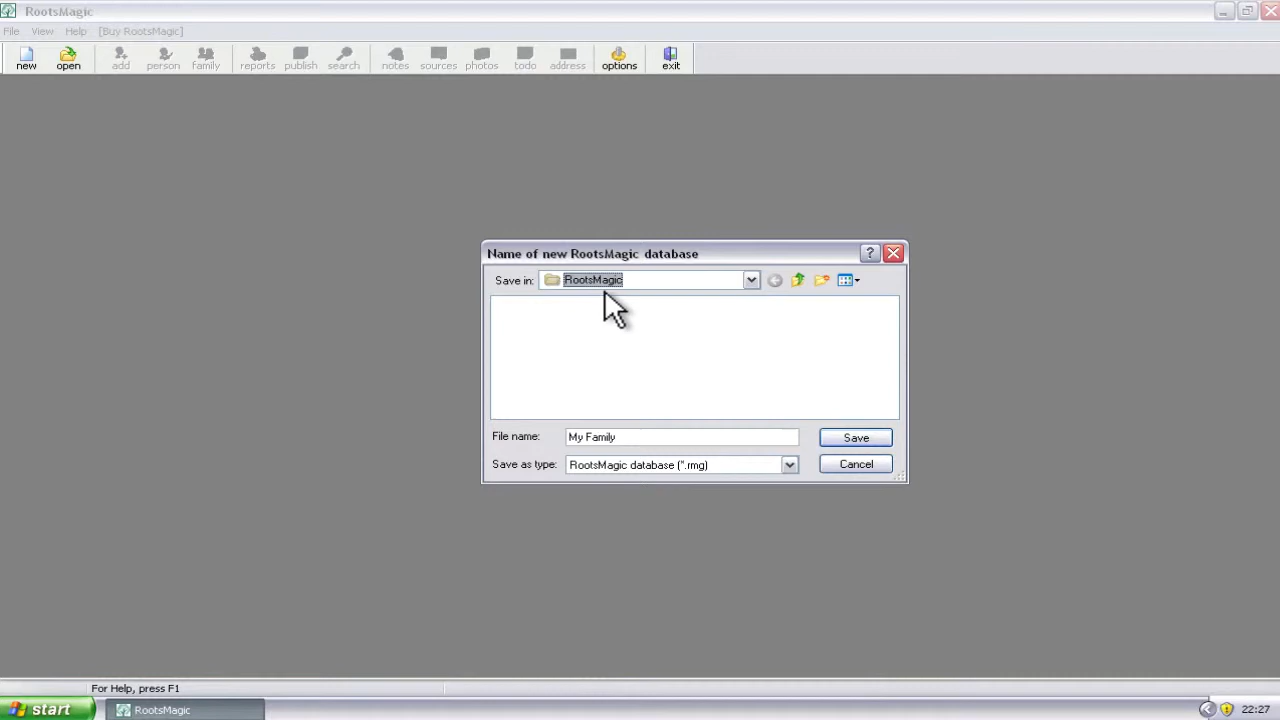 RootsMagic
File View Help [Buy RootsMagic]
new open add person family reports publish search notes sources photos todo address options exit
Name of new RootsMagic database
Save in: RootsMagic
File name: My Family Save
Save as type: RootsMagic database (*.rmg) Cancel
For Help, press F1
start RootsMagic 22:27